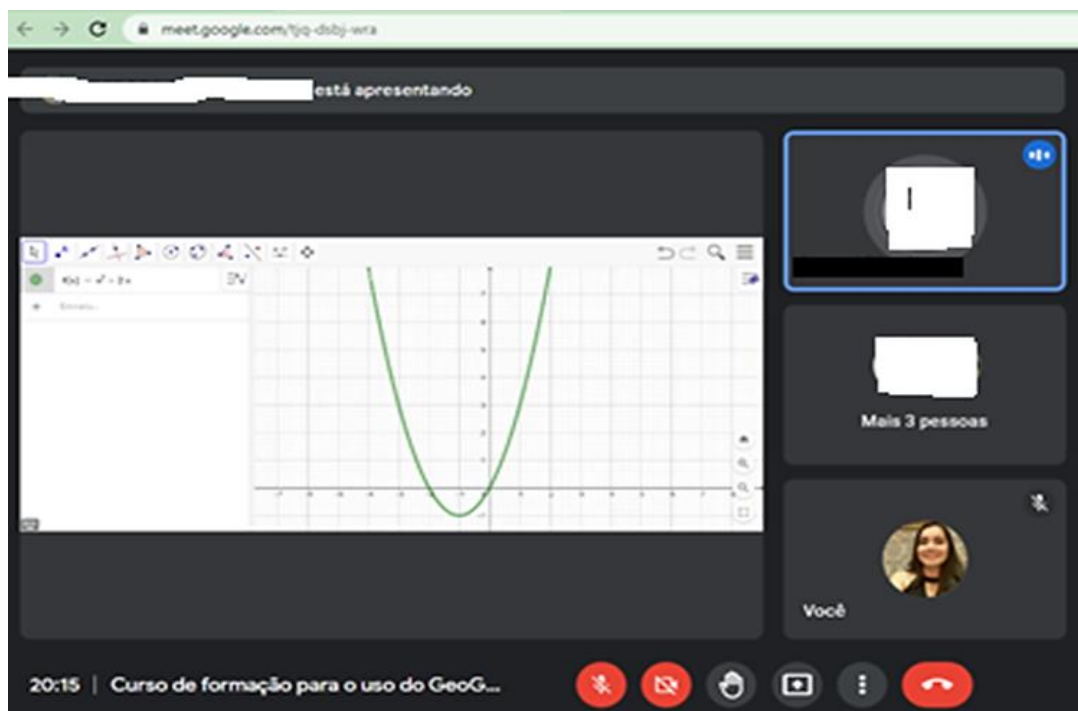 meet.google.com/tjq-dsbj-wra
está apresentando
Mais 3 pessoas
Você
20:15 | Curso de formação para o uso do GeoG...